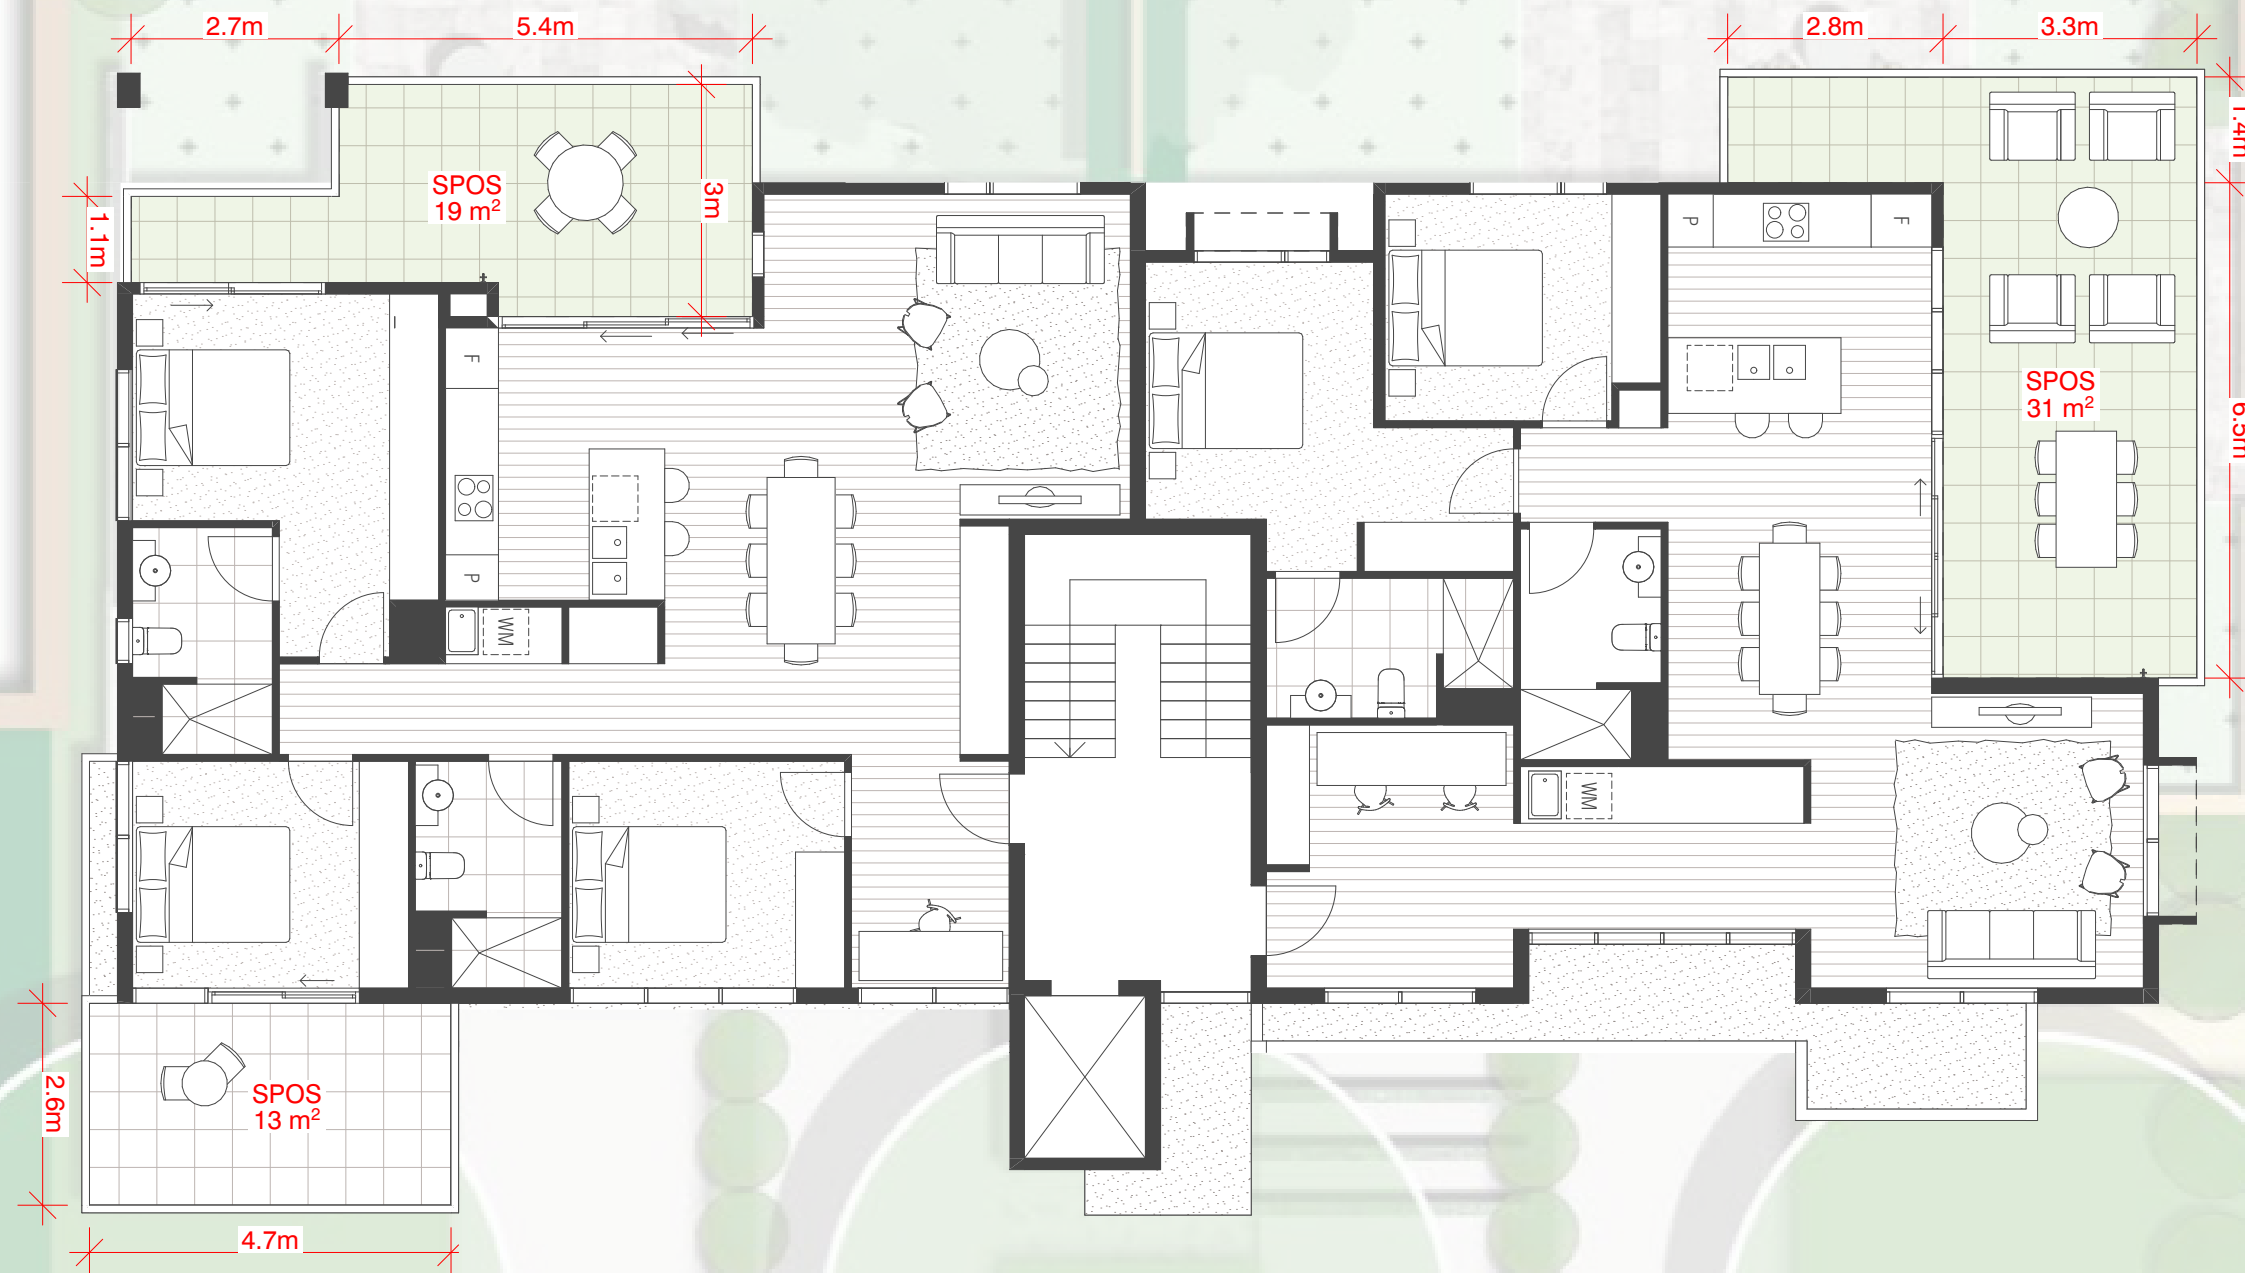 2.7m
5.4m
2.8m
3.3m
1.4m
SPOS
19 m²
3m
1.1m
P
F
F
SPOS
31 m²
6.5m
P
WM
WM
SPOS
13 m²
2.6m
4.7m